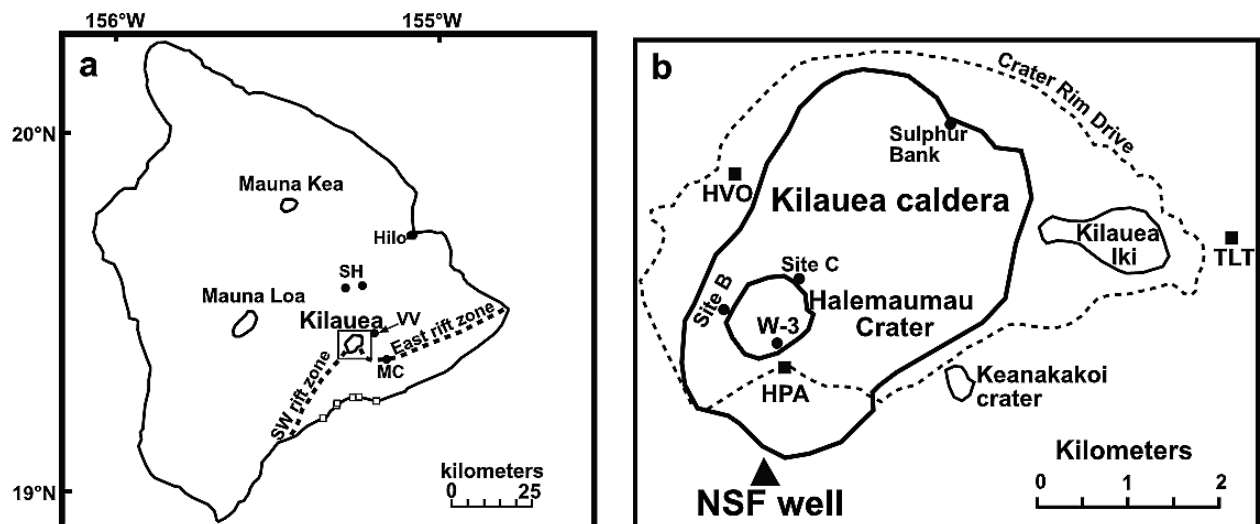 156°W
155°W
a
20°N
Mauna Kea
Hilo
SH
Mauna Loa
Kilauea
VV
East rift zone
MC
SW rift zone
kilometers
0 25
19°N
b
Crater Rim Drive
Sulphur
Bank
HVO
Kilauea caldera
Kilauea
Iki
TLT
Site C
Site B
Halemaumau
Crater
W-3
HPA
Keanakakoi
crater
Kilometers
0 1 2
NSF well